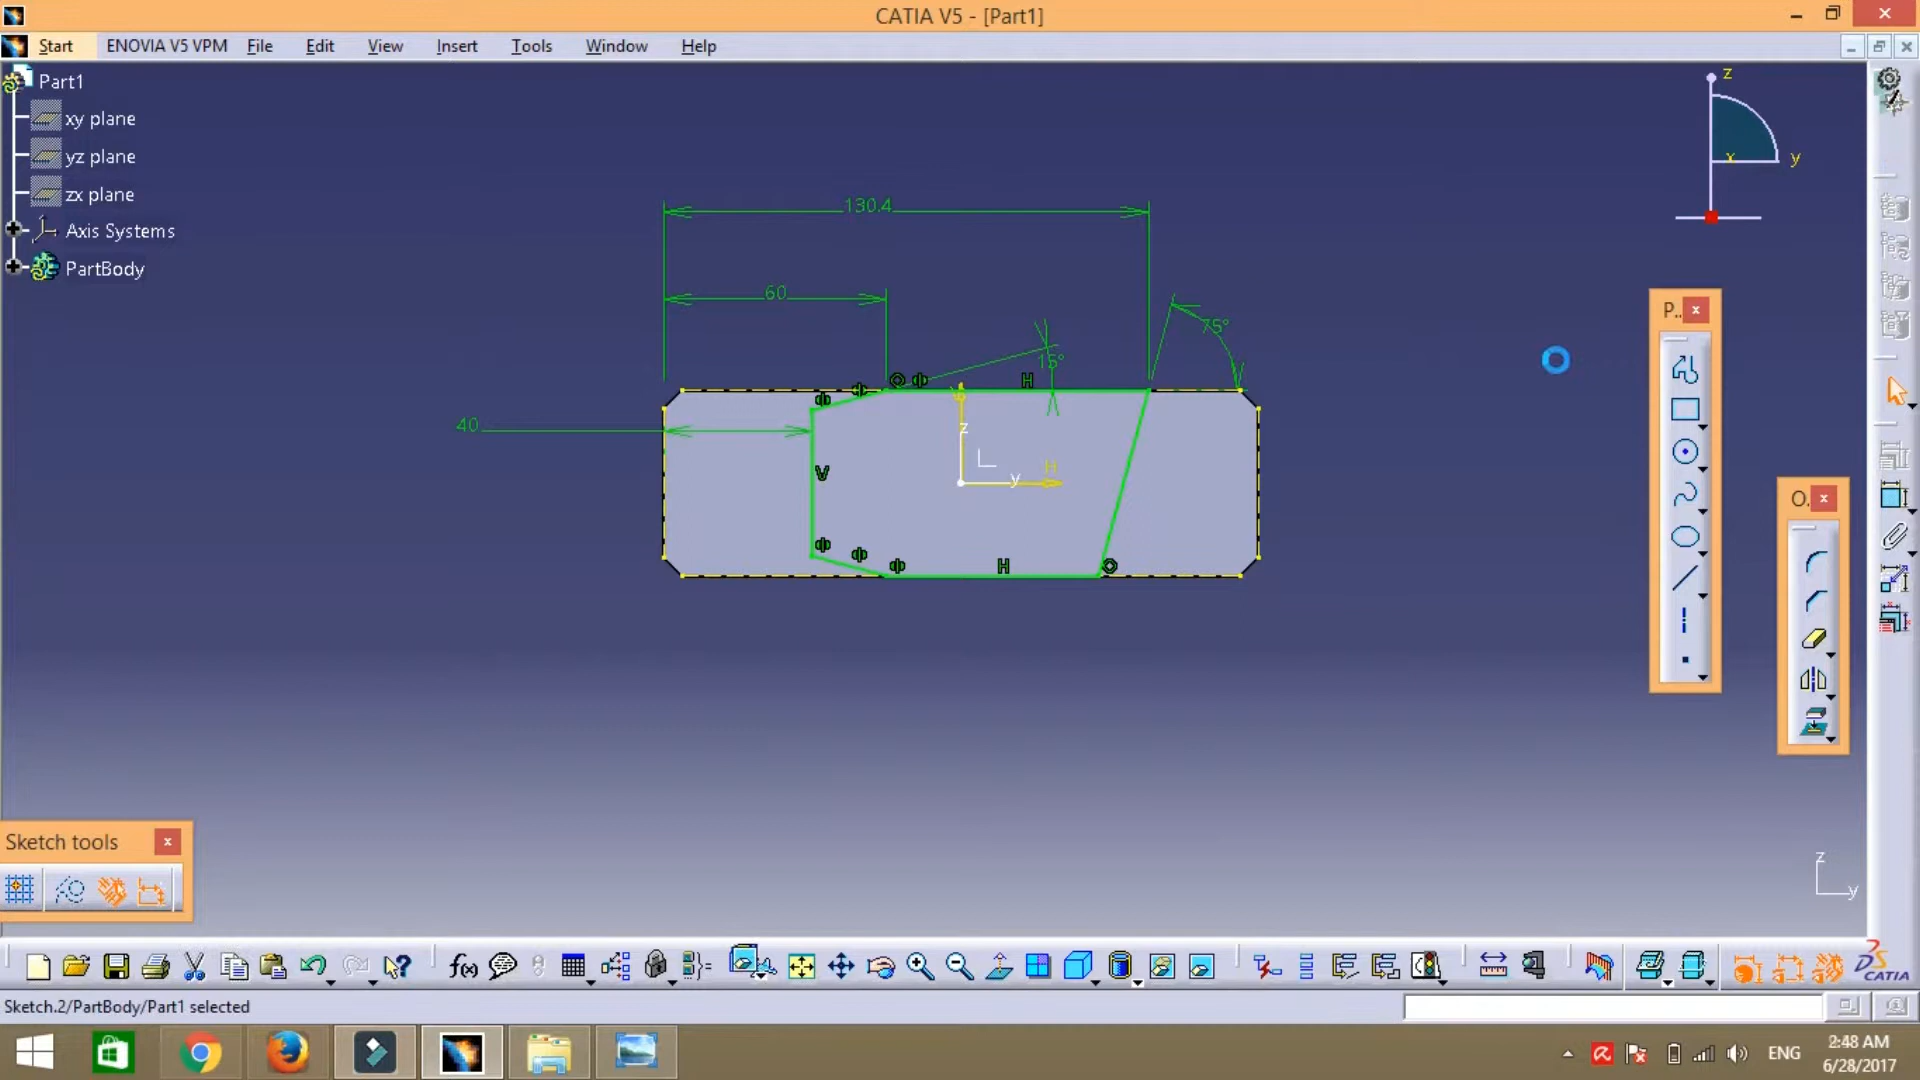 CATIA V5 - [Part1]
Start ENOVIA V5 VPM File Edit View Insert Tools Window Help
Part1
xy plane
yz plane
zx plane
Axis Systems
PartBody
z
x
y
130.4
60
75°
15°
40
H
V
z
H
y
V
H
P..
O.
Sketch tools
z
y
f(x)
CATIA
Sketch.2/PartBody/Part1 selected
ENG
2:48 AM
6/28/2017